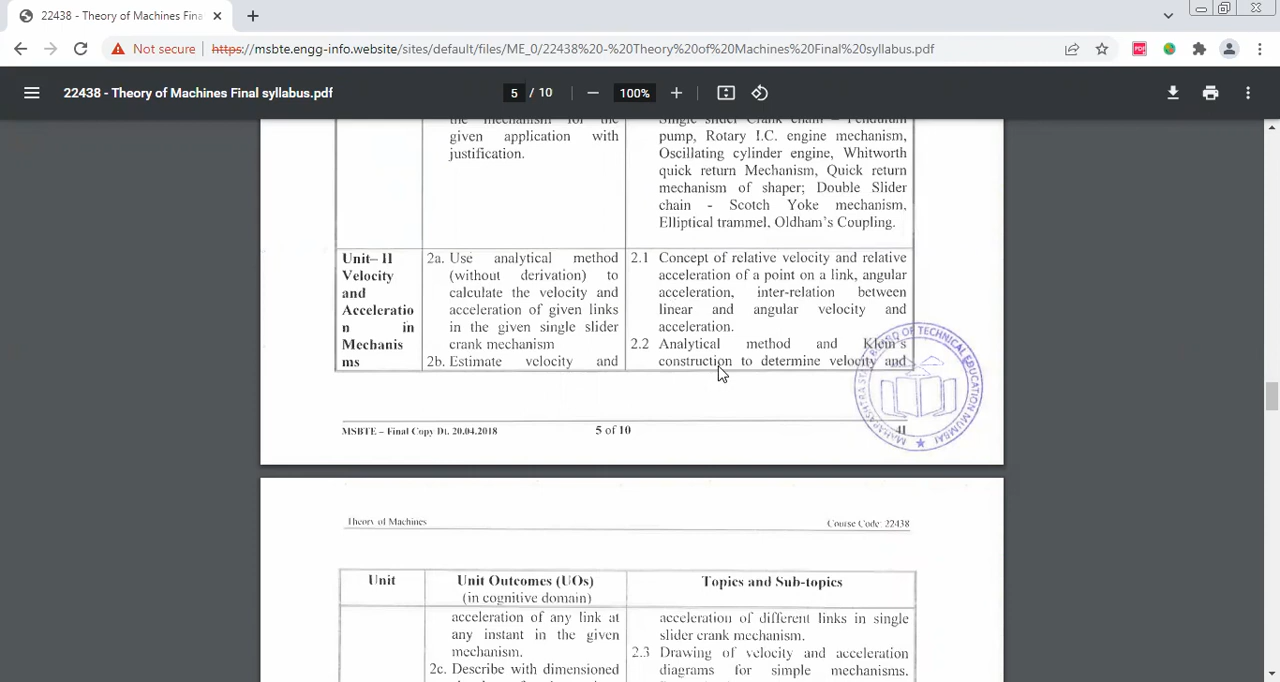 22438 - Theory of Machines Fina
Not secure
https://msbte.engg-info.website/sites/default/files/ME_0/22438%20-%20Theory%20of%20Machines%20Final%20syllabus.pdf
PDF
22438 - Theory of Machines Final syllabus.pdf
5 / 10
100%
the mechanism for the
given application with
justification.
Single slider Crank chain – Pendulum
pump, Rotary I.C. engine mechanism,
Oscillating cylinder engine, Whitworth
quick return Mechanism, Quick return
mechanism of shaper; Double Slider
chain - Scotch Yoke mechanism,
Elliptical trammel, Oldham's Coupling.
Unit– II
Velocity
and
Acceleratio
n in
Mechanis
ms
2a. Use analytical method
(without derivation) to
calculate the velocity and
acceleration of given links
in the given single slider
crank mechanism
2b. Estimate velocity and
2.1 Concept of relative velocity and relative
acceleration of a point on a link, angular
acceleration, inter-relation between
linear and angular velocity and
acceleration.
2.2 Analytical method and Klein's
construction to determine velocity and
MAHARASHTRA STATE BOARD OF TECHNICAL EDUCATION MUMBAI
MSBTE – Final Copy Dt. 20.04.2018
5 of 10
Theory of Machines
Course Code: 22438
Unit
Unit Outcomes (UOs)
(in cognitive domain)
Topics and Sub-topics
acceleration of any link at
any instant in the given
mechanism.
2c. Describe with dimensioned
acceleration of different links in single
slider crank mechanism.
2.3 Drawing of velocity and acceleration
diagrams for simple mechanisms.